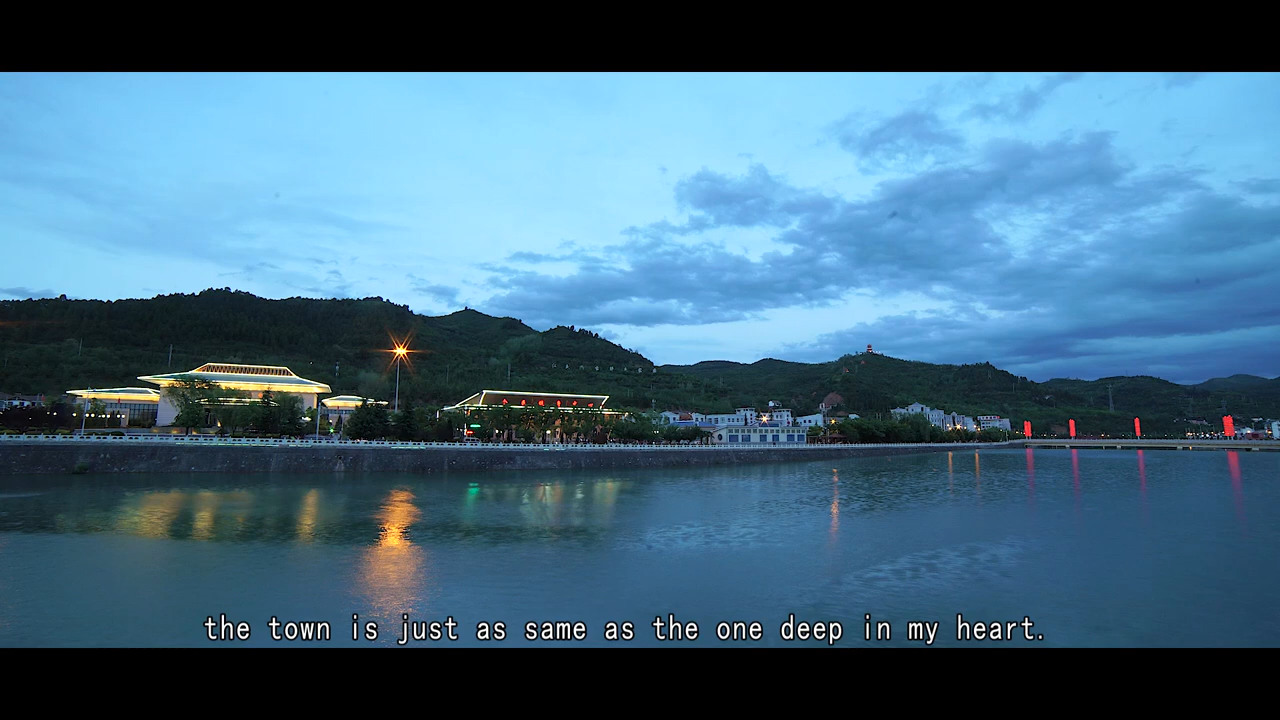 the town is just as same as the one deep in my heart.